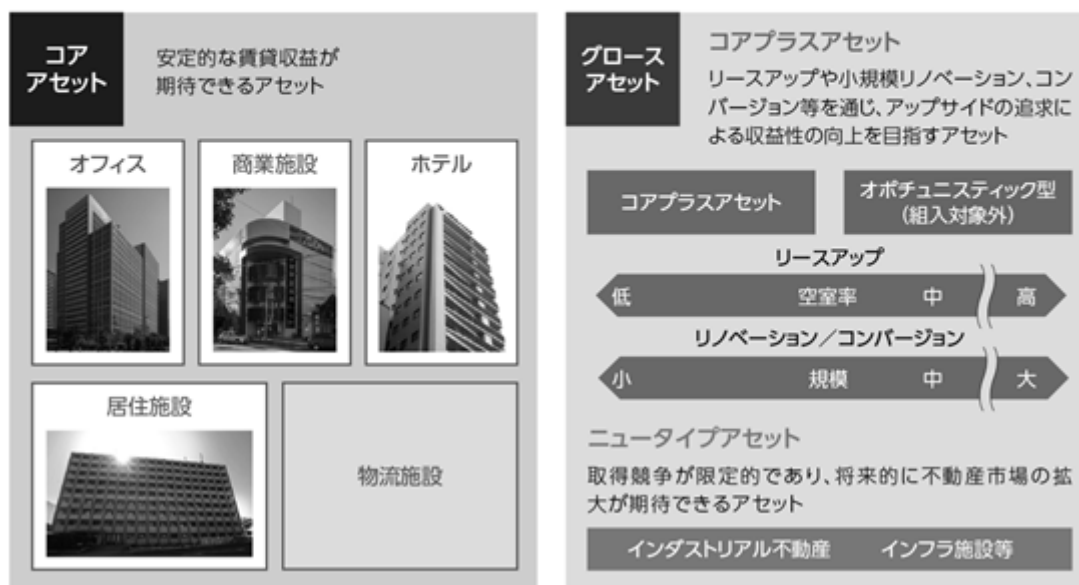 コア
アセット
安定的な賃貸収益が
期待できるアセット
オフィス
商業施設
ホテル
居住施設
物流施設
グロース
アセット
コアプラスアセット
リースアップや小規模リノベーション、コン
バージョン等を通じ、アップサイドの追求に
よる収益性の向上を目指すアセット
コアプラスアセット
オポチュニスティック型
(組入対象外)
リースアップ
低 空室率 中 高
リノベーション／コンバージョン
小 規模 中 大
ニュータイプアセット
取得競争が限定的であり、将来的に不動産市場の拡
大が期待できるアセット
インダストリアル不動産 インフラ施設等